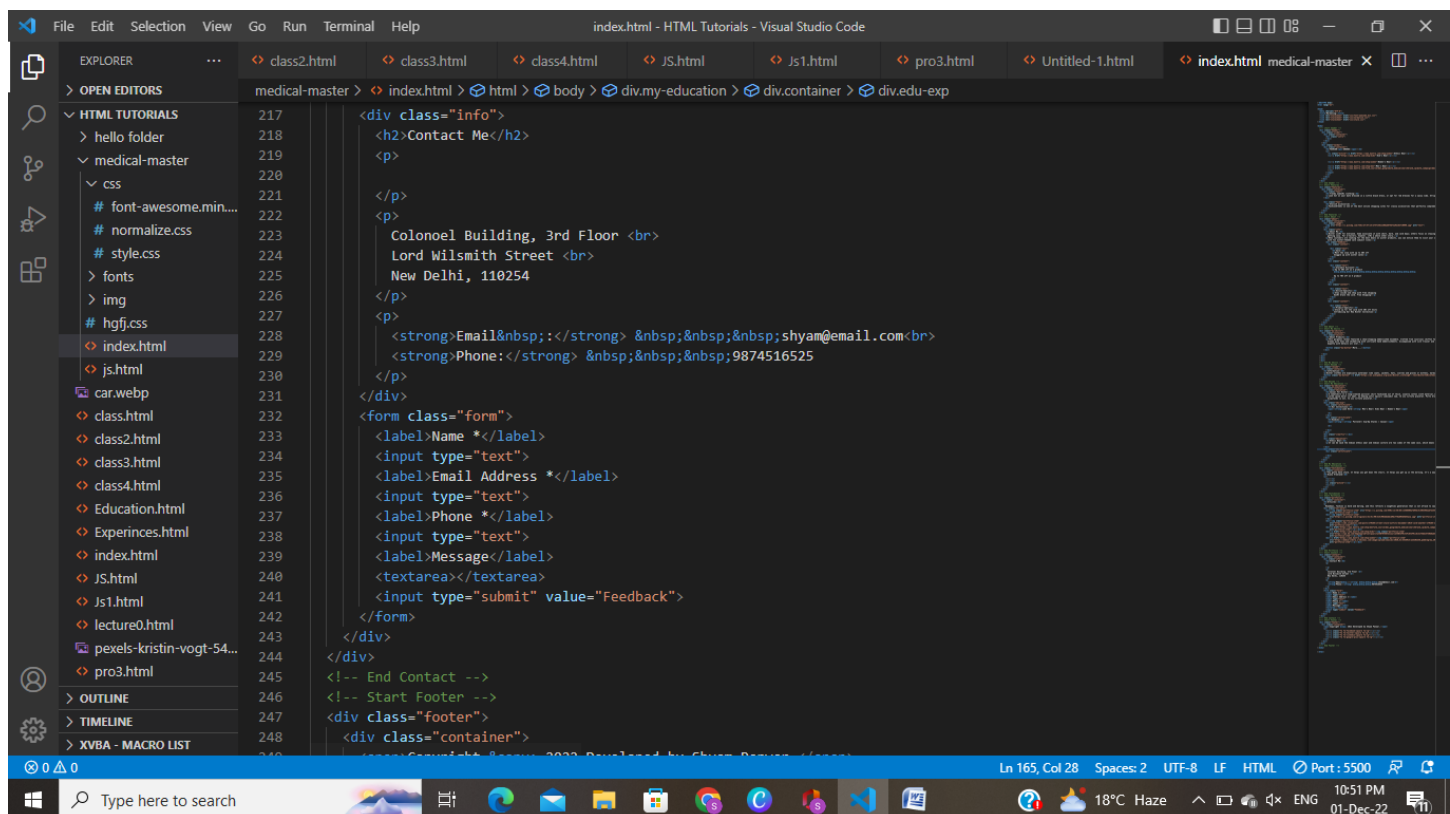 File Edit Selection View Go Run Terminal Help
index.html - HTML Tutorials - Visual Studio Code
EXPLORER
class2.html class3.html class4.html JS.html Js1.html pro3.html Untitled-1.html index.html medical-master
OPEN EDITORS
medical-master > index.html > html > body > div.my-education > div.container > div.edu-exp
HTML TUTORIALS
hello folder
medical-master
css
# font-awesome.min....
# normalize.css
# style.css
fonts
img
# hgfj.css
index.html
js.html
car.webp
class.html
class2.html
class3.html
class4.html
Education.html
Experinces.html
index.html
JS.html
Js1.html
lecture0.html
pexels-kristin-vogt-54...
pro3.html
OUTLINE
TIMELINE
XVBA - MACRO LIST
217 <div class="info">
218 <h2>Contact Me</h2>
219 <p>
220
221 </p>
222 <p>
223 Colonoel Building, 3rd Floor <br>
224 Lord Wilsmith Street <br>
225 New Delhi, 110254
226 </p>
227 <p>
228 <strong>Email&nbsp;:</strong> &nbsp;&nbsp;&nbsp;shyam@email.com<br>
229 <strong>Phone:</strong> &nbsp;&nbsp;&nbsp;9874516525
230 </p>
231 </div>
232 <form class="form">
233 <label>Name *</label>
234 <input type="text">
235 <label>Email Address *</label>
236 <input type="text">
237 <label>Phone *</label>
238 <input type="text">
239 <label>Message</label>
240 <textarea></textarea>
241 <input type="submit" value="Feedback">
242 </form>
243 </div>
244 </div>
245 <!-- End Contact -->
246 <!-- Start Footer -->
247 <div class="footer">
248 <div class="container">
0 0
Ln 165, Col 28 Spaces: 2 UTF-8 LF HTML Port : 5500
Type here to search
18°C Haze
ENG
10:51 PM
01-Dec-22
11